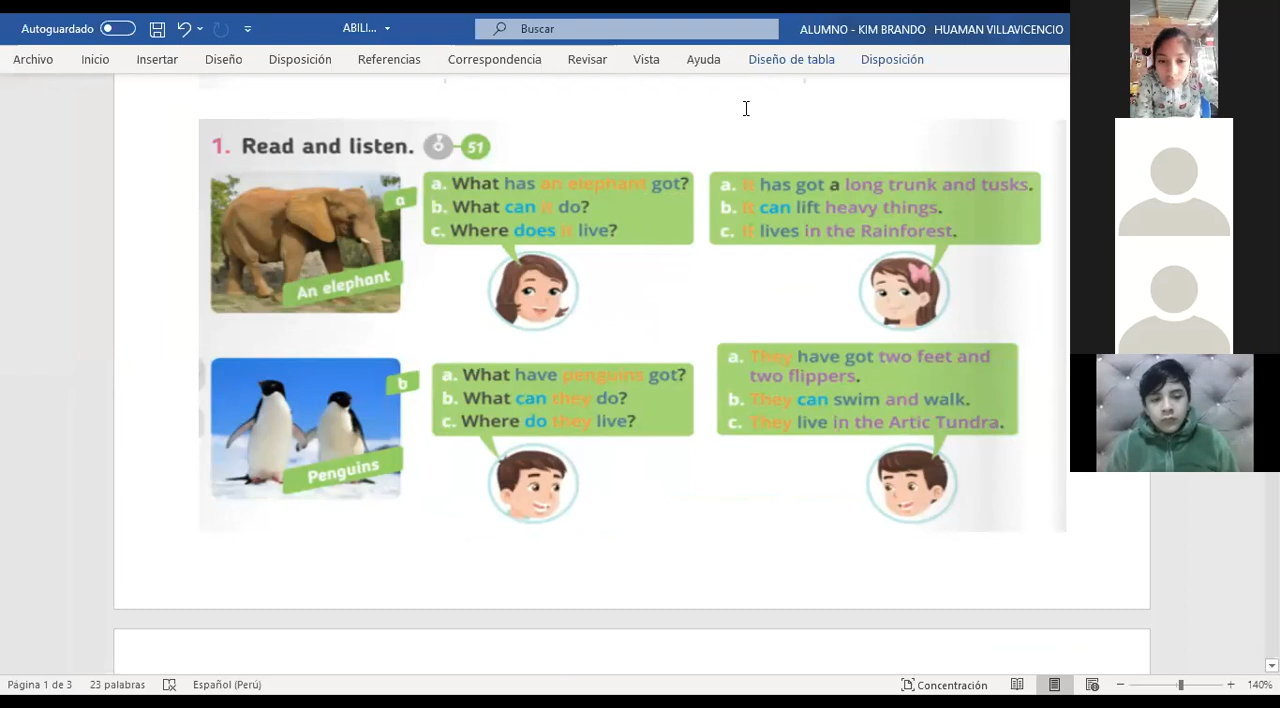 Autoguardado
ABILI...
Buscar
ALUMNO - KIM BRANDO HUAMAN VILLAVICENCIO
Archivo Inicio Insertar Diseño Disposición Referencias Correspondencia Revisar Vista Ayuda Diseño de tabla Disposición
1. Read and listen. 51
a
An elephant
a. What has an elephant got?
b. What can it do?
c. Where does it live?
a. It has got a long trunk and tusks.
b. It can lift heavy things.
c. It lives in the Rainforest.
b
Penguins
a. What have penguins got?
b. What can they do?
c. Where do they live?
a. They have got two feet and
two flippers.
b. They can swim and walk.
c. They live in the Artic Tundra.
Página 1 de 3 23 palabras Español (Perú) Concentración 140%